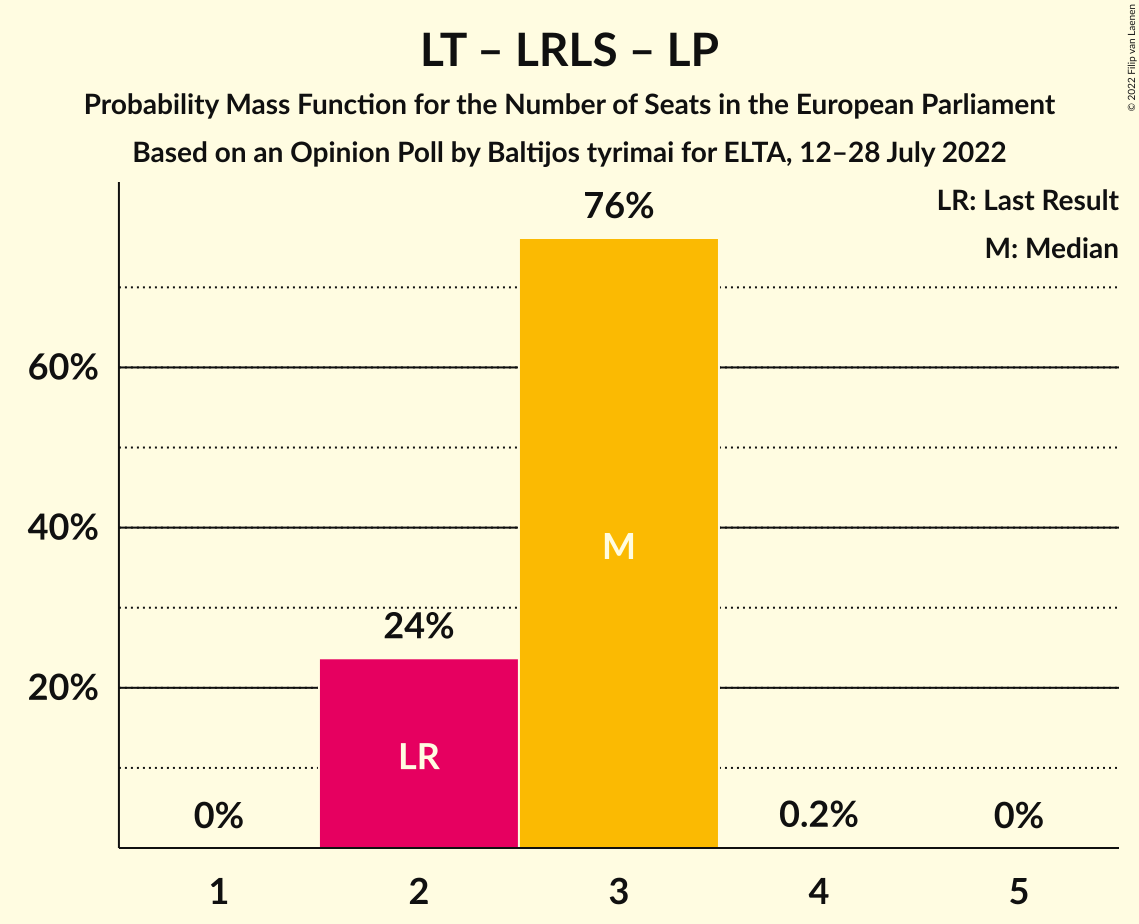 LT – LRLS – LP
Probability Mass Function for the Number of Seats in the European Parliament
Based on an Opinion Poll by Baltijos tyrimai for ELTA, 12–28 July 2022
© 2022 Filip van Laenen
LR: Last Result
M: Median
76%
60%
40%
20%
M
24%
LR
0%
0.2%
0%
1
2
3
4
5